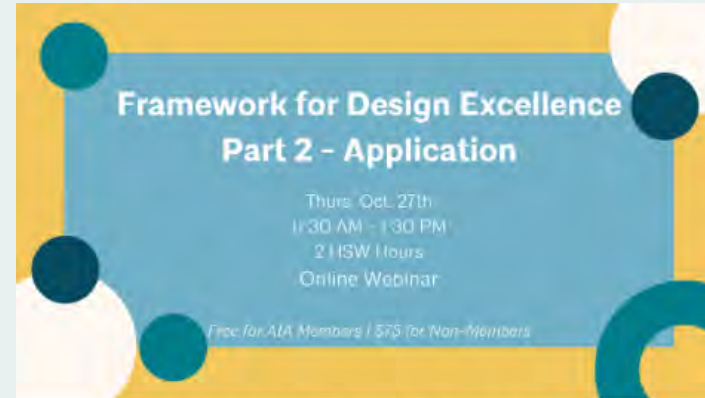 Framework for Design Excellence
Part 2 - Application
Thurs. Oct. 27th
11:30 AM - 1:30 PM
2 HSW Hours
Online Webinar
Free for AIA Members | $75 for Non-Members